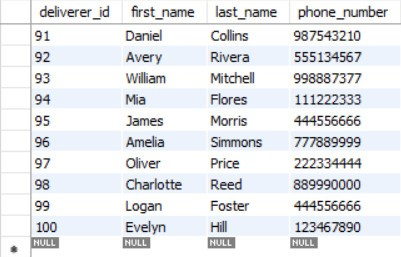 deliverer_id first_name last_name phone_number
91 Daniel Collins 987543210
92 Avery Rivera 555134567
93 William Mitchell 998887377
94 Mia Flores 111222333
95 James Morris 444556666
96 Amelia Simmons 777889999
97 Oliver Price 222334444
98 Charlotte Reed 889990000
99 Logan Foster 444556666
100 Evelyn Hill 123467890
NULL NULL NULL NULL